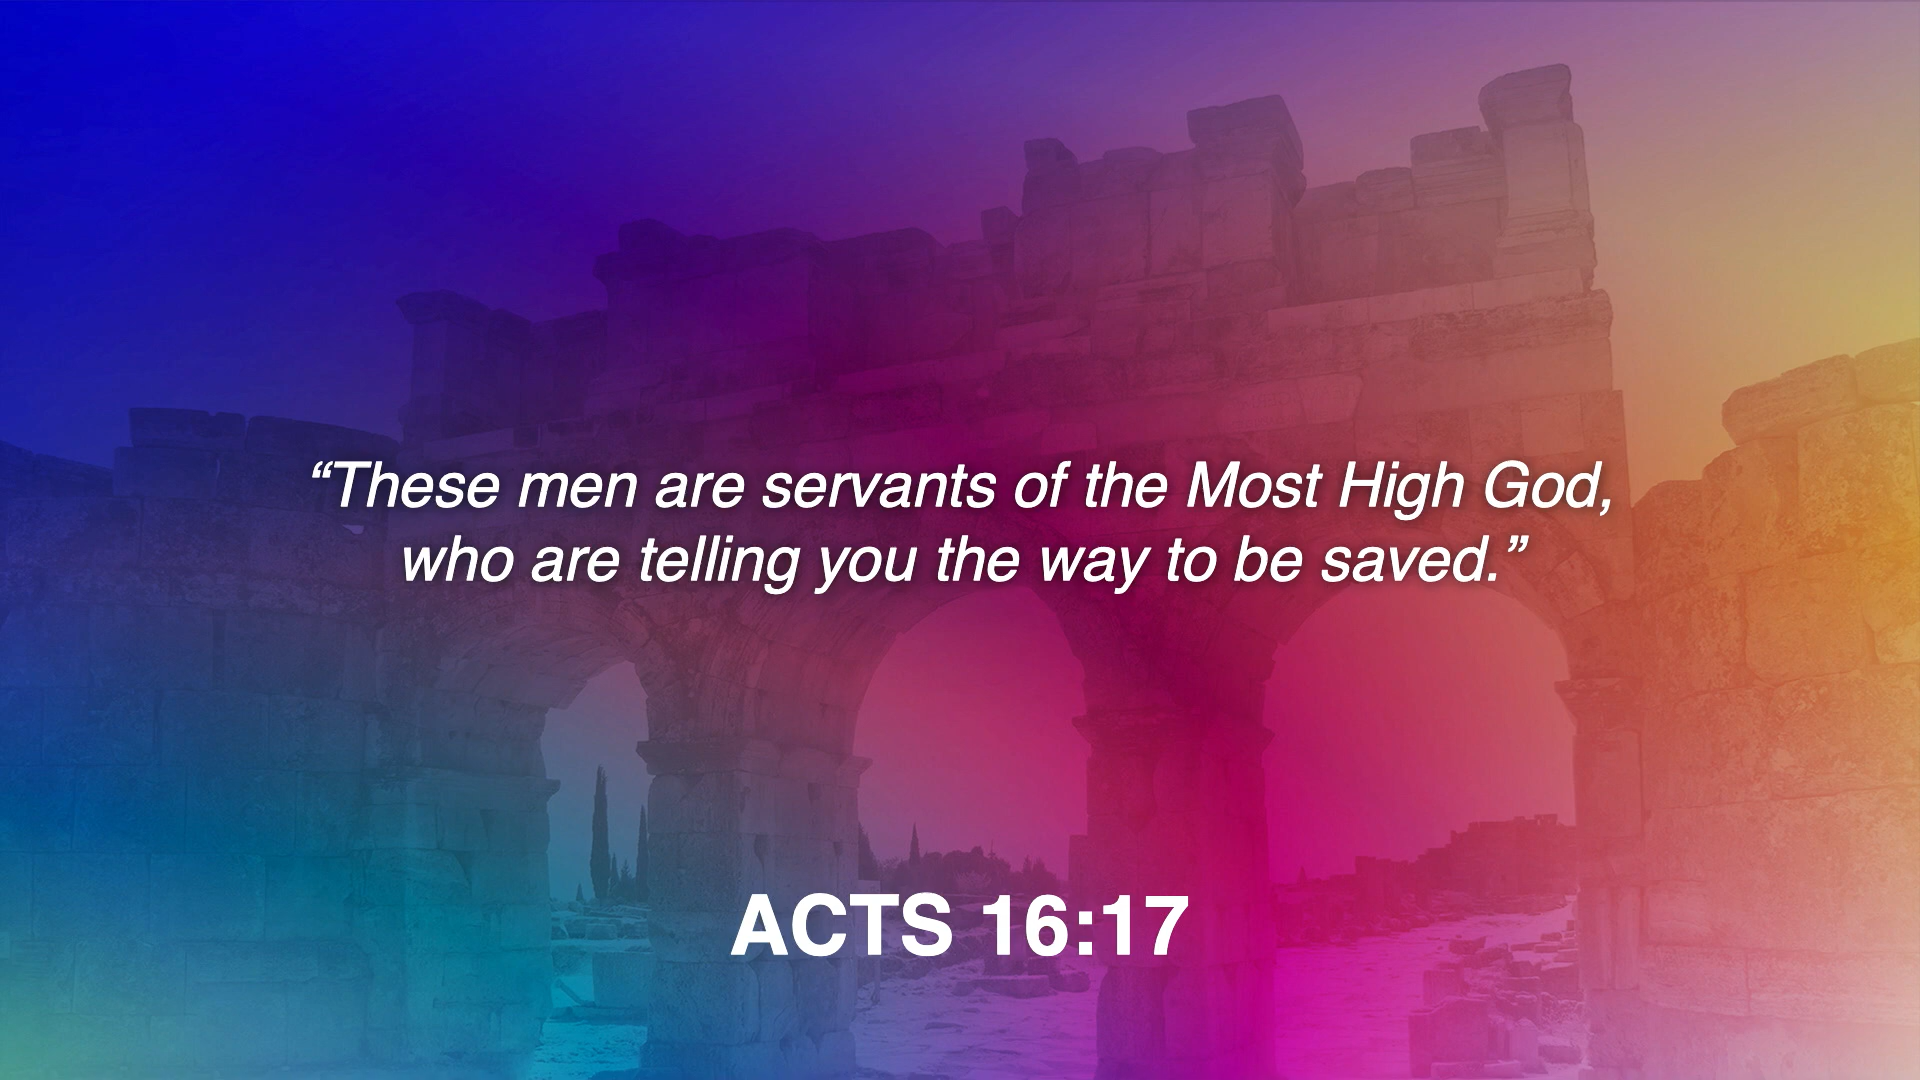 “These men are servants of the Most High God,
who are telling you the way to be saved.”
ACTS 16:17